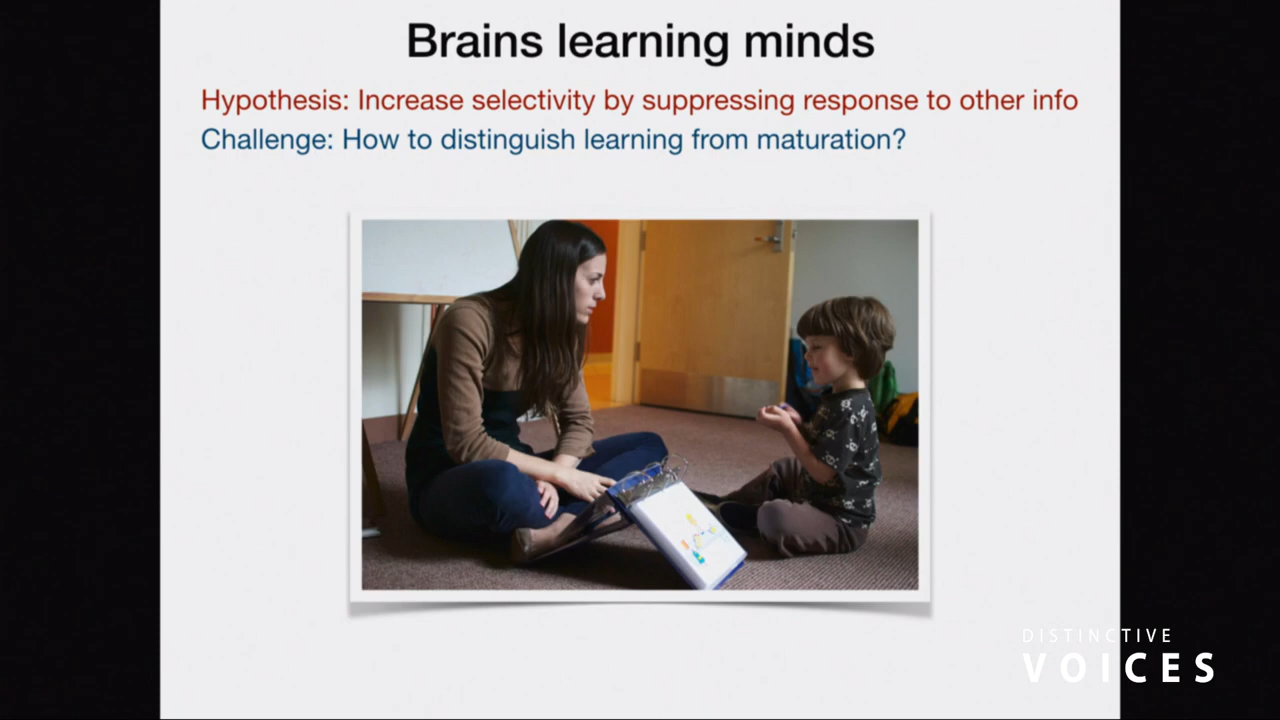 Brains learning minds
Hypothesis: Increase selectivity by suppressing response to other info
Challenge: How to distinguish learning from maturation?
DISTINCTIVE
VOICES